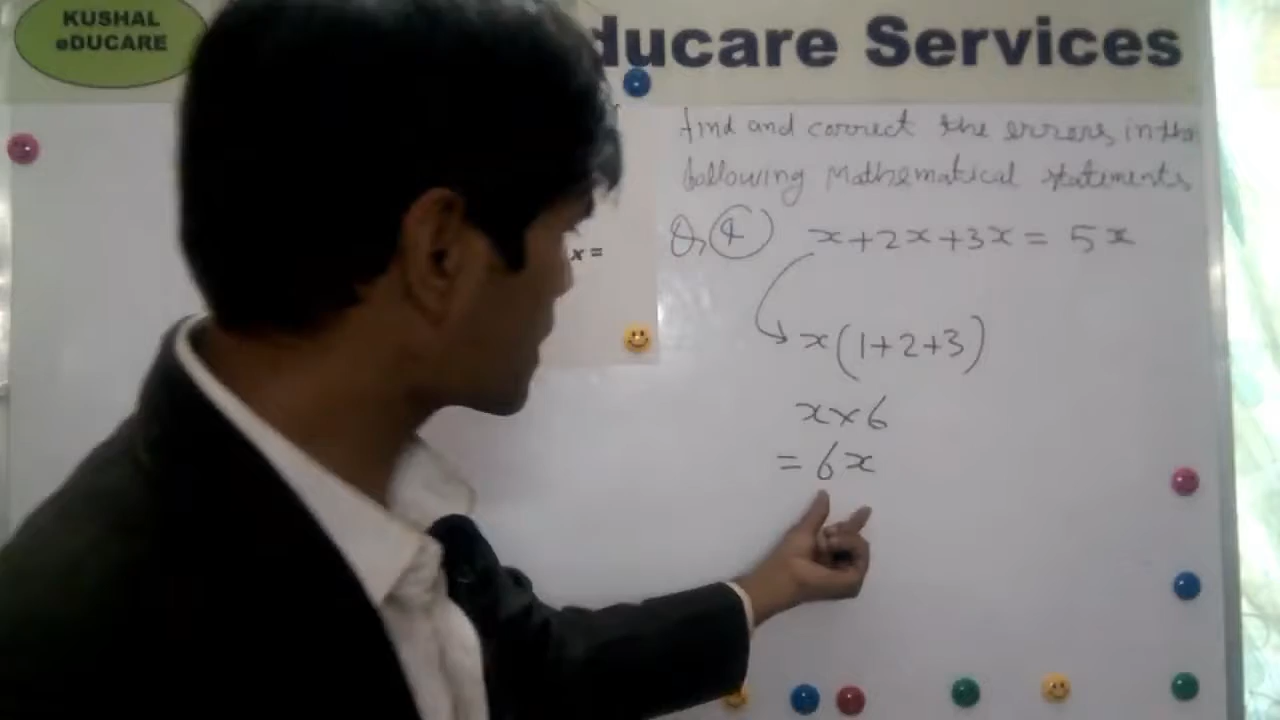 KUSHAL
eDUCARE
ducare Services
find and correct the errors in the
following Mathematical statements
Q, 4 x+2x+3x = 5x
x =
x(1+2+3)
x×6
= 6x